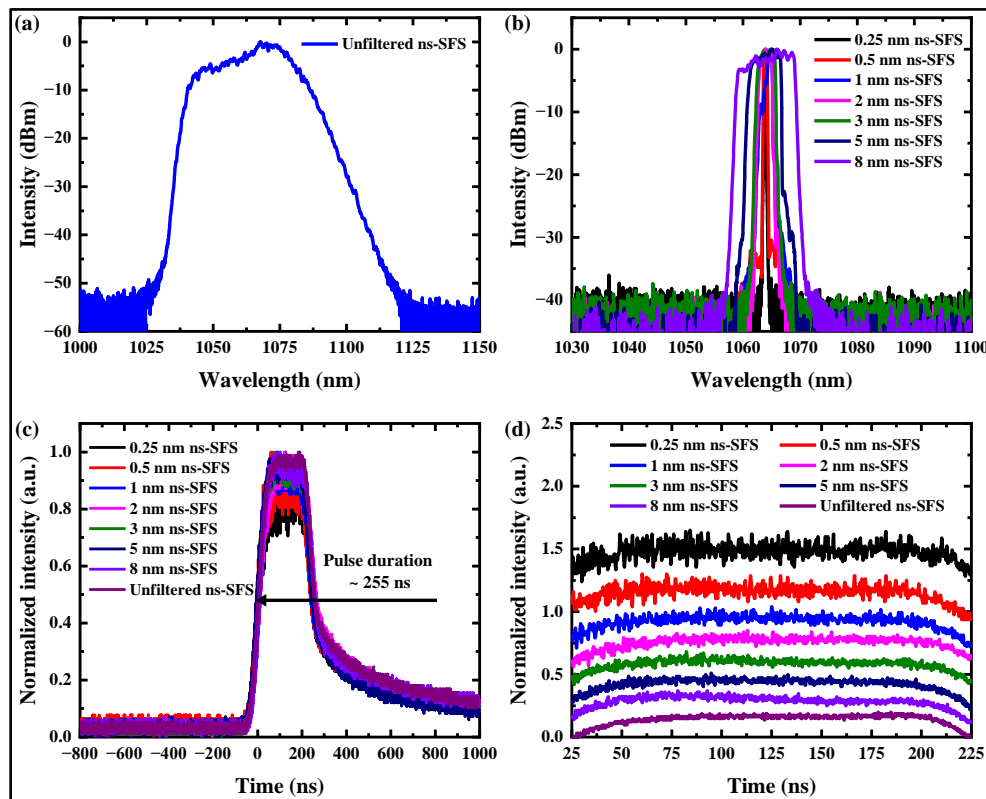 (a)
Unfiltered ns-SFS
Intensity (dBm)
0
−10
−20
−30
−40
−50
−60
1000 1025 1050 1075 1100 1125 1150
Wavelength (nm)
(b)
0.25 nm ns-SFS
0.5 nm ns-SFS
1 nm ns-SFS
2 nm ns-SFS
3 nm ns-SFS
5 nm ns-SFS
8 nm ns-SFS
Intensity (dBm)
0
−10
−20
−30
−40
1030 1040 1050 1060 1070 1080 1090 1100
Wavelength (nm)
(c)
0.25 nm ns-SFS
0.5 nm ns-SFS
1 nm ns-SFS
2 nm ns-SFS
3 nm ns-SFS
5 nm ns-SFS
8 nm ns-SFS
Unfiltered ns-SFS
Pulse duration
~ 255 ns
Normalized intensity (a.u.)
1.0
0.8
0.6
0.4
0.2
0.0
−800 −600 −400 −200 0 200 400 600 800 1000
Time (ns)
(d)
0.25 nm ns-SFS 0.5 nm ns-SFS
1 nm ns-SFS 2 nm ns-SFS
3 nm ns-SFS 5 nm ns-SFS
8 nm ns-SFS Unfiltered ns-SFS
Normalized intensity (a.u.)
2.5
2.0
1.5
1.0
0.5
0.0
25 50 75 100 125 150 175 200 225
Time (ns)